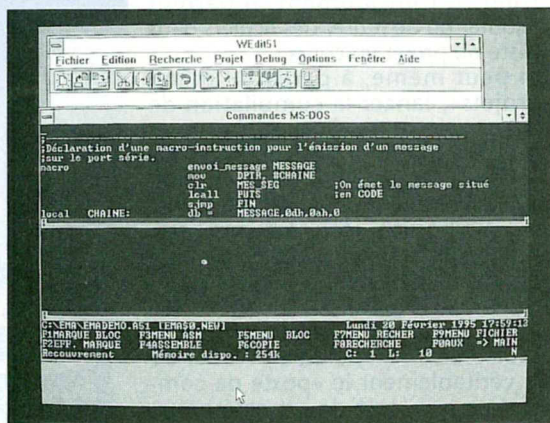 WEdit51
Fichier Edition Recherche Projet Debug Options Fenêtre Aide
Commandes MS-DOS
;Déclaration d'une macro-instruction pour l'émission d'un message
;sur le port série.
macro envoi_message MESSAGE
mov DPTR, #CHAINE
clr MES_SEG ;On émet le message situé
lcall PUTS ;en CODE
sjmp FIN
local CHAINE: db = MESSAGE,0dh,0ah,0
C:\EMA\EMADEMO.A51 [EMA$0.NEW] Lundi 20 Février 1995 17:59:13
F1MARQUE BLOC F3MENU ASM F5MENU BLOC F7MENU RECHER F9MENU FICHIER
F2EFF. MARQUE F4ASSEMBLE F6COPIE F8RECHERCHE F0AUX => MAIN
Recouvrement Mémoire dispo. : 254k C: 1 L: 10 N